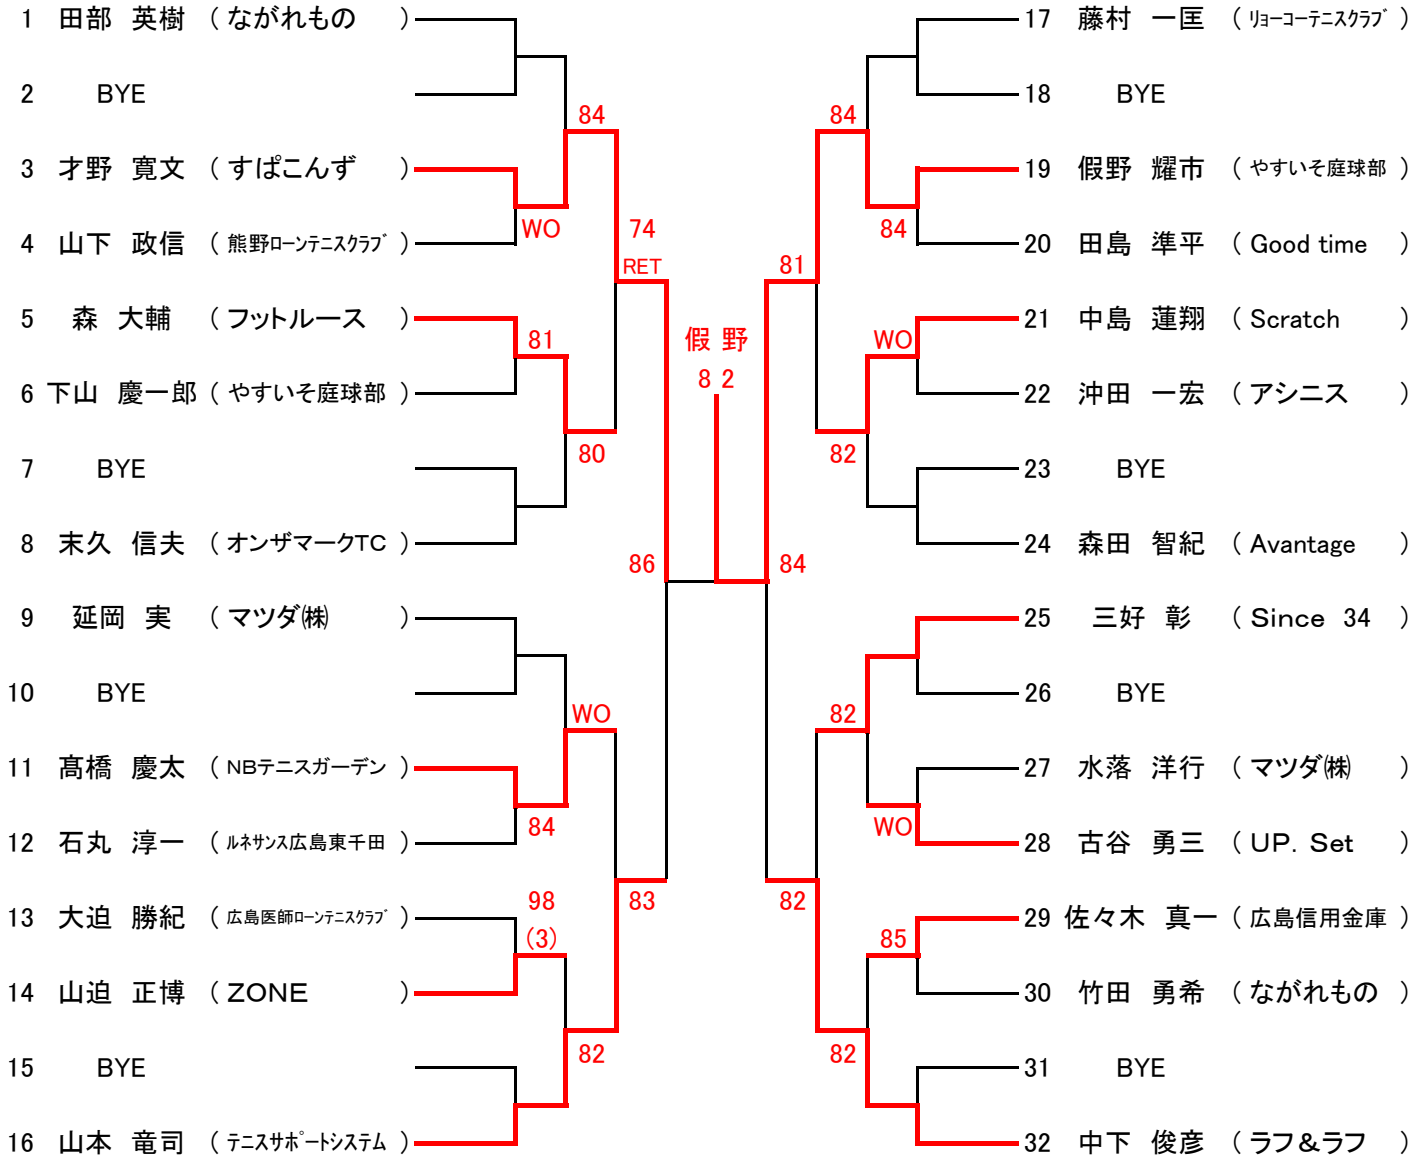 1 田部 英樹 ( ながれもの )
2 BYE
84
3 才野 寛文 ( すぱこんず )
WO
4 山下 政信 ( 熊野ローンテニスクラブ )
74
RET
5 森 大輔 ( フットルース )
81
6 下山 慶一郎 ( やすいそ庭球部 )
80
7 BYE
8 末久 信夫 ( オンザマークTC )
86
9 延岡 実 ( マツダ㈱ )
10 BYE
WO
11 髙橋 慶太 ( NBテニスガーデン )
84
12 石丸 淳一 ( ルネサンス広島東千田 )
83
13 大迫 勝紀 ( 広島医師ローンテニスクラブ )
98
(3)
14 山迫 正博 ( ZONE )
82
15 BYE
16 山本 竜司 ( テニスサポートシステム )
假 野
8 2
17 藤村 一匡 ( リョーコーテニスクラブ )
18 BYE
84
19 假野 耀市 ( やすいそ庭球部 )
84
20 田島 準平 ( Good time )
81
21 中島 蓮翔 ( Scratch )
WO
22 沖田 一宏 ( アシニス )
82
23 BYE
24 森田 智紀 ( Avantage )
84
25 三好 彰 ( Since 34 )
26 BYE
82
27 水落 洋行 ( マツダ㈱ )
WO
28 古谷 勇三 ( UP. Set )
82
29 佐々木 真一 ( 広島信用金庫 )
85
30 竹田 勇希 ( ながれもの )
82
31 BYE
32 中下 俊彦 ( ラフ&ラフ )